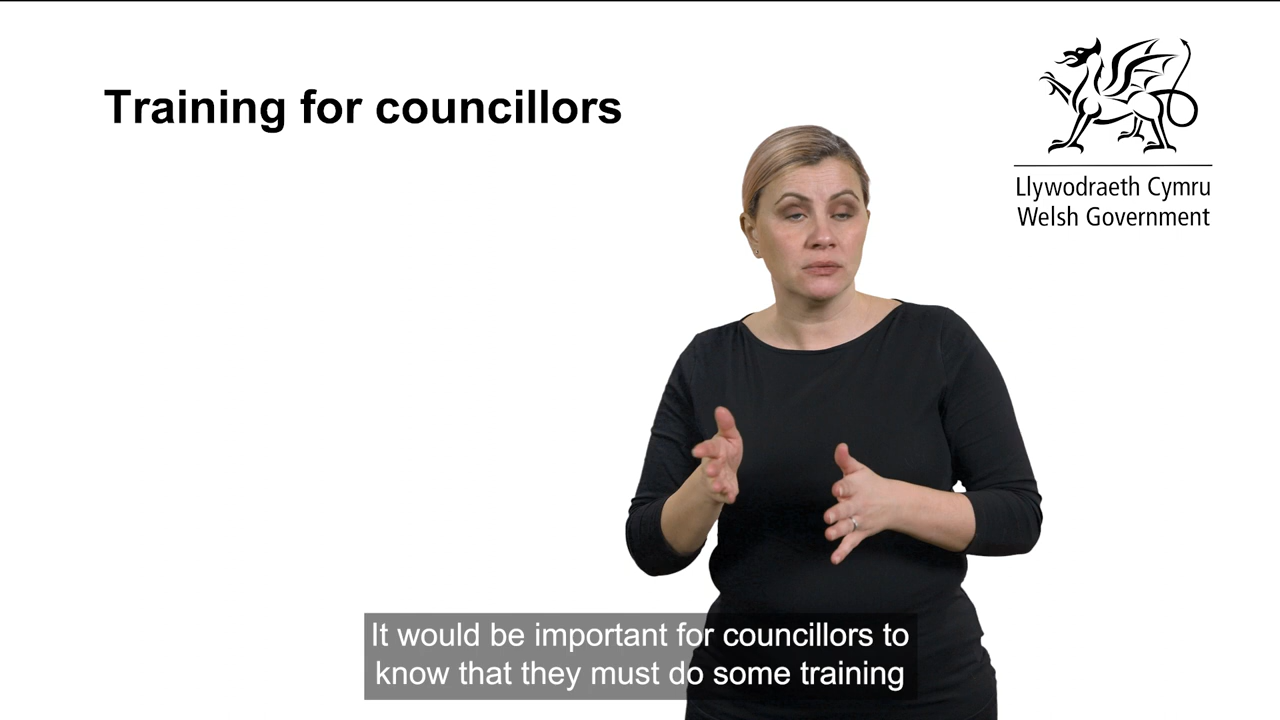 Training for councillors
Llywodraeth Cymru
Welsh Government
It would be important for councillors to
know that they must do some training